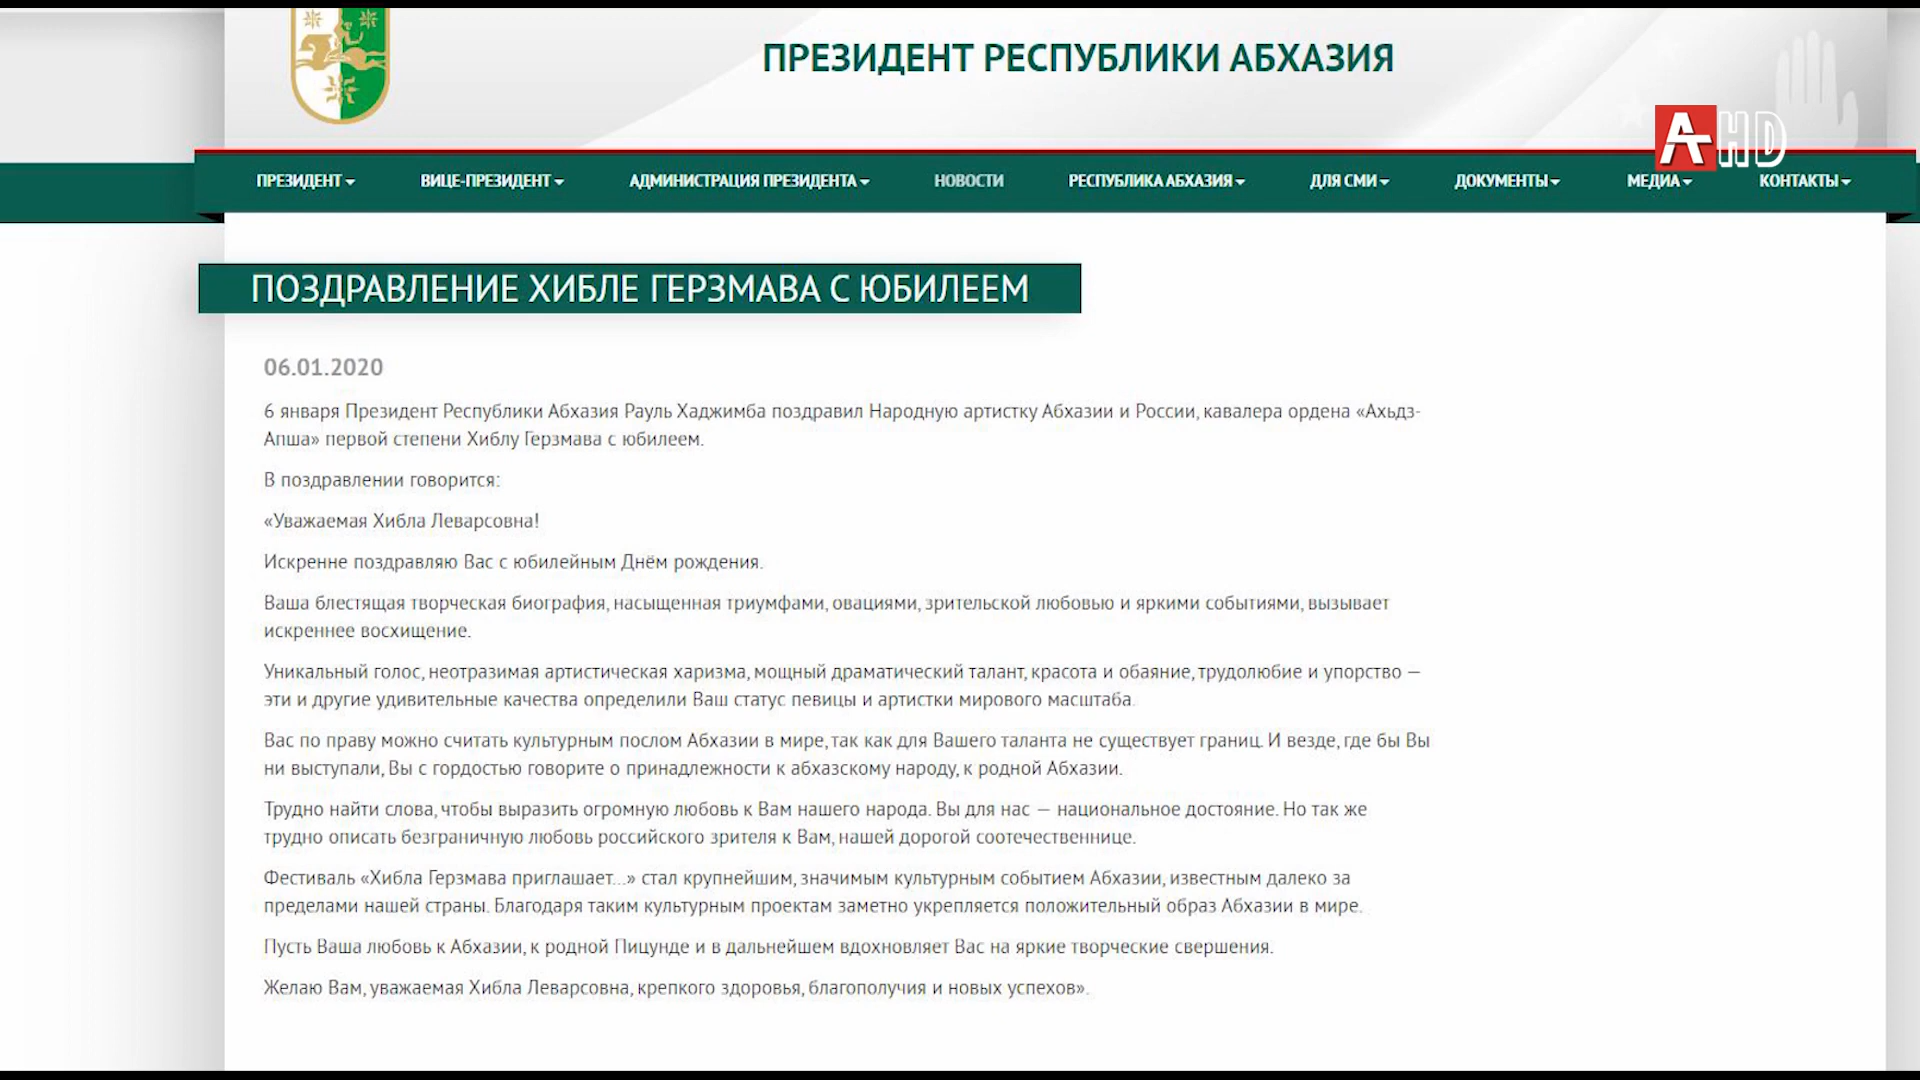 ПРЕЗИДЕНТ РЕСПУБЛИКИ АБХАЗИЯ
A HD
ПРЕЗИДЕНТ ВИЦЕ-ПРЕЗИДЕНТ АДМИНИСТРАЦИЯ ПРЕЗИДЕНТА НОВОСТИ РЕСПУБЛИКА АБХАЗИЯ ДЛЯ СМИ ДОКУМЕНТЫ МЕДИА КОНТАКТЫ
ПОЗДРАВЛЕНИЕ ХИБЛЕ ГЕРЗМАВА С ЮБИЛЕЕМ
06.01.2020
6 января Президент Республики Абхазия Рауль Хаджимба поздравил Народную артистку Абхазии и России, кавалера ордена «Ахьдз-
Апша» первой степени Хиблу Герзмава с юбилеем.
В поздравлении говорится:
«Уважаемая Хибла Леварсовна!
Искренне поздравляю Вас с юбилейным Днём рождения.
Ваша блестящая творческая биография, насыщенная триумфами, овациями, зрительской любовью и яркими событиями, вызывает
искреннее восхищение.
Уникальный голос, неотразимая артистическая харизма, мощный драматический талант, красота и обаяние, трудолюбие и упорство —
эти и другие удивительные качества определили Ваш статус певицы и артистки мирового масштаба.
Вас по праву можно считать культурным послом Абхазии в мире, так как для Вашего таланта не существует границ. И везде, где бы Вы
ни выступали, Вы с гордостью говорите о принадлежности к абхазскому народу, к родной Абхазии.
Трудно найти слова, чтобы выразить огромную любовь к Вам нашего народа. Вы для нас — национальное достояние. Но так же
трудно описать безграничную любовь российского зрителя к Вам, нашей дорогой соотечественнице.
Фестиваль «Хибла Герзмава приглашает...» стал крупнейшим, значимым культурным событием Абхазии, известным далеко за
пределами нашей страны. Благодаря таким культурным проектам заметно укрепляется положительный образ Абхазии в мире.
Пусть Ваша любовь к Абхазии, к родной Пицунде и в дальнейшем вдохновляет Вас на яркие творческие свершения.
Желаю Вам, уважаемая Хибла Леварсовна, крепкого здоровья, благополучия и новых успехов».